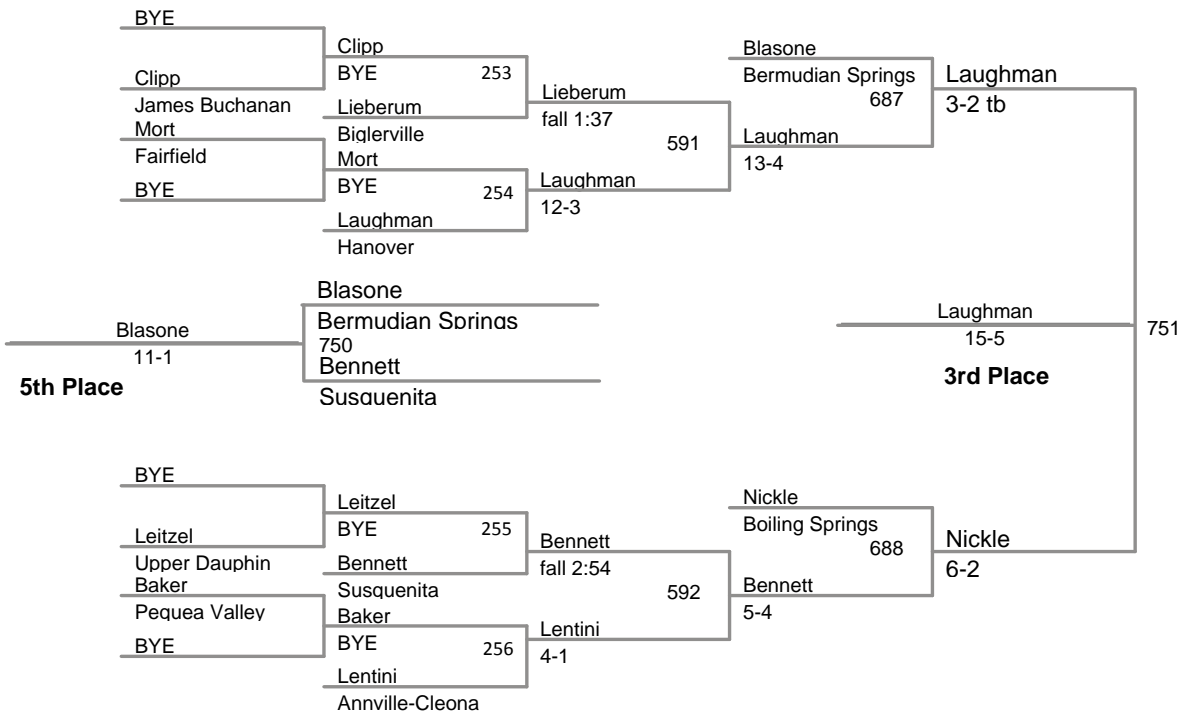 BYE
Clipp
James Buchanan
Mort
Fairfield
BYE
Clipp
BYE
253
Lieberum
Biglerville
Mort
BYE
254
Laughman
Hanover
Lieberum
fall 1:37
591
Laughman
12-3
Blasone
Bermudian Springs
687
Laughman
13-4
Laughman
3-2 tb
Blasone
Bermudian Springs
750
Bennett
Susquenita
Blasone
11-1
5th Place
Laughman
15-5
3rd Place
751
BYE
Leitzel
Upper Dauphin
Baker
Pequea Valley
BYE
Leitzel
BYE
255
Bennett
Susquenita
Baker
BYE
256
Lentini
Annville-Cleona
Bennett
fall 2:54
592
Lentini
4-1
Nickle
Boiling Springs
688
Bennett
5-4
Nickle
6-2